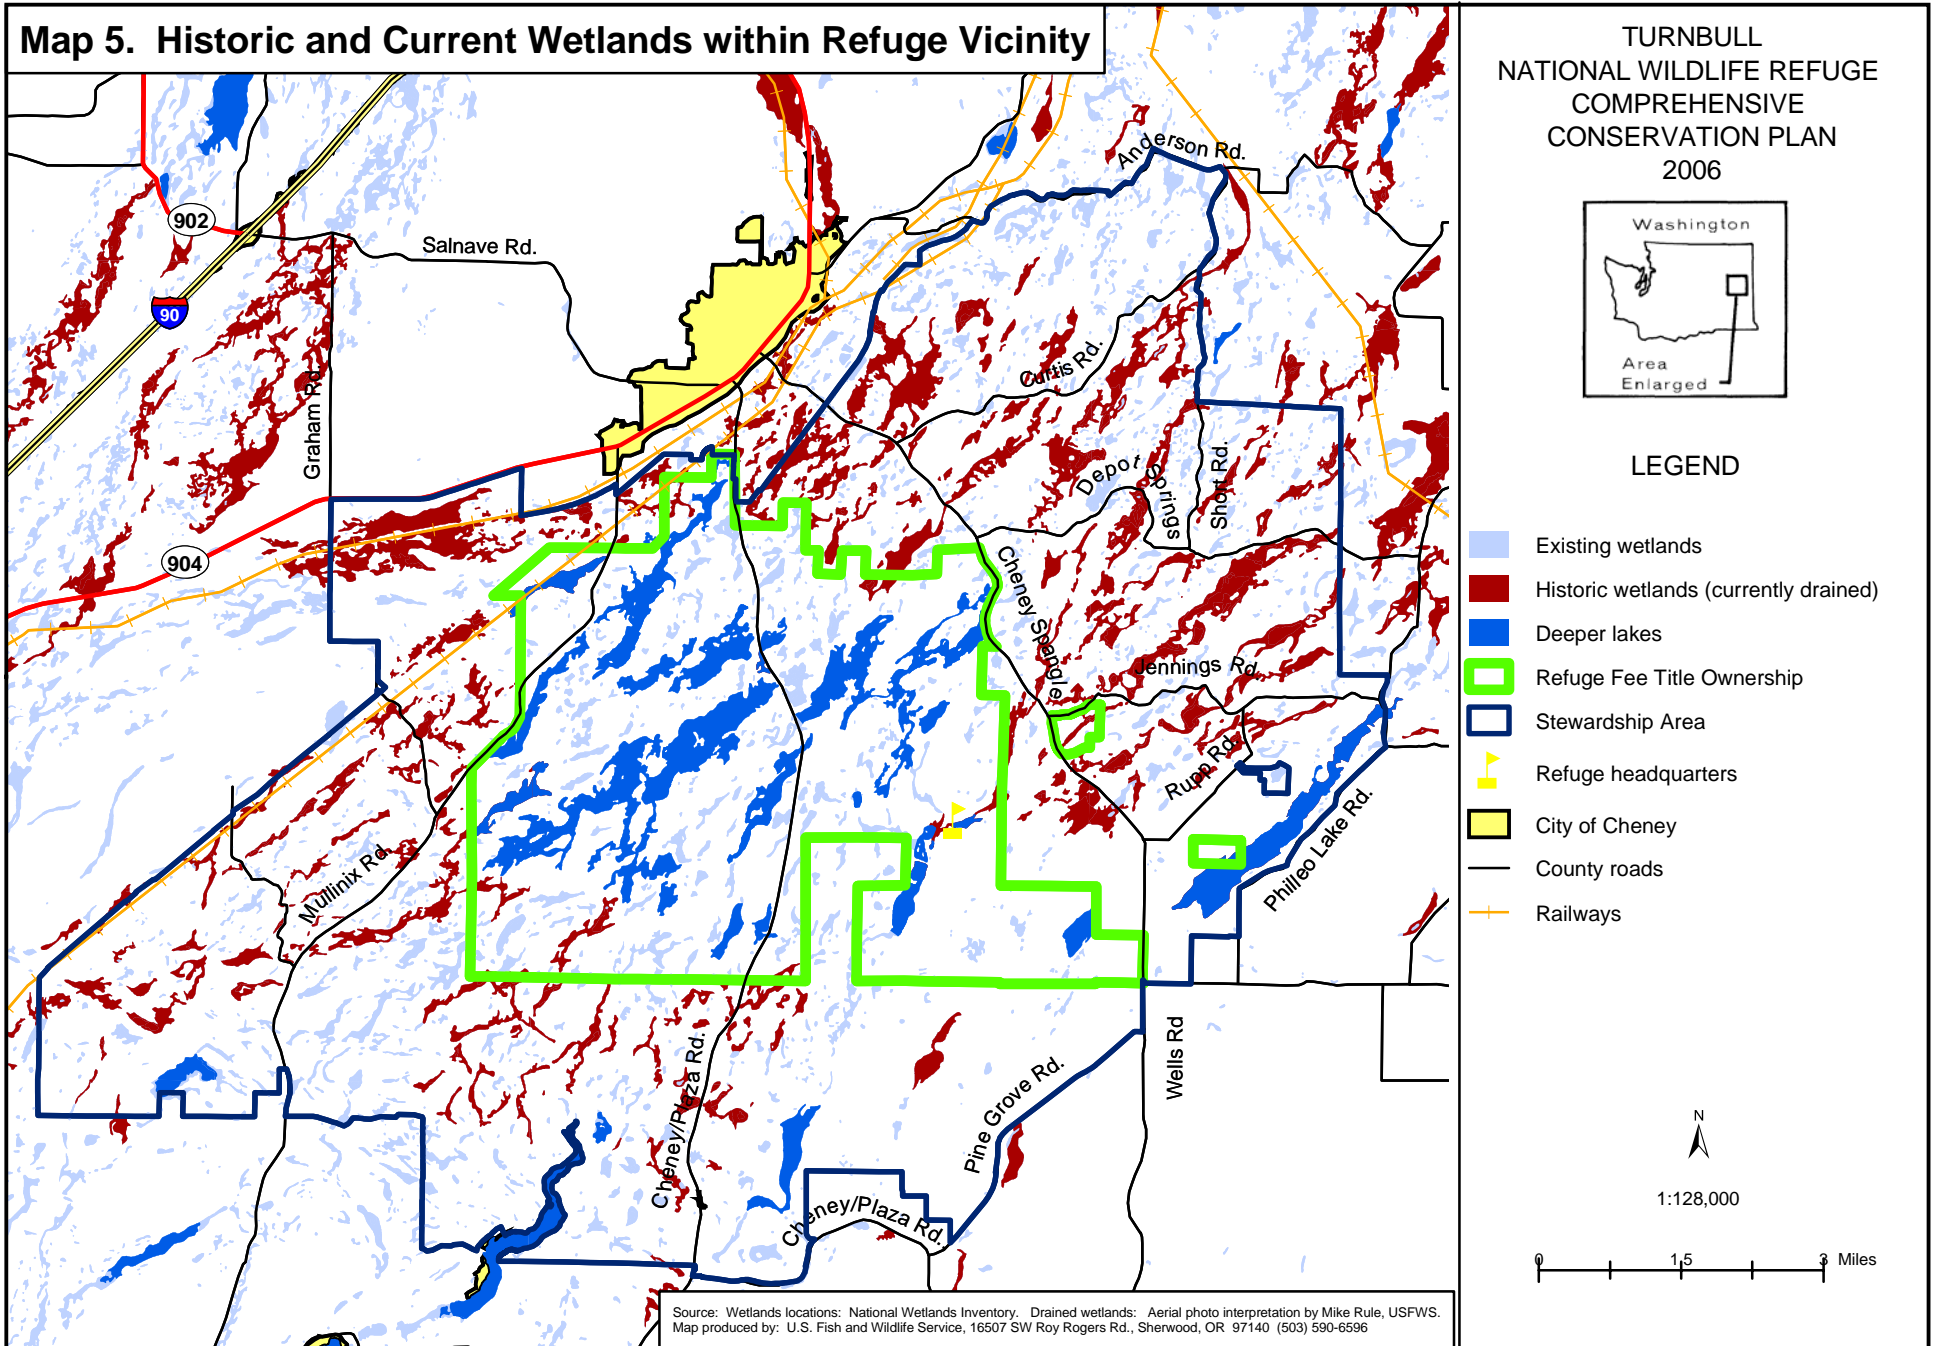 Map 5.  Historic and Current Wetlands within Refuge Vicinity
TURNBULL
NATIONAL WILDLIFE REFUGE
COMPREHENSIVE
CONSERVATION PLAN
2006
Washington
Area
Enlarged
LEGEND
Existing wetlands
Historic wetlands (currently drained)
Deeper lakes
Refuge Fee Title Ownership
Stewardship Area
Refuge headquarters
City of Cheney
County roads
Railways
N
1:128,000
0 1.5 3 Miles
902
Salnave Rd.
Anderson Rd.
90
Graham Rd.
Curtis Rd.
Depot Springs
Short Rd.
904
Cheney Spangle
Jennings Rd.
Rupp Rd.
Philleo Lake Rd.
Mullinix Rd.
Cheney/Plaza Rd.
Pine Grove Rd.
Wells Rd
Cheney/Plaza Rd.
Source:  Wetlands locations:  National Wetlands Inventory.   Drained wetlands:   Aerial photo interpretation by Mike Rule, USFWS.
Map produced by:  U.S. Fish and Wildlife Service, 16507 SW Roy Rogers Rd., Sherwood, OR  97140  (503) 590-6596